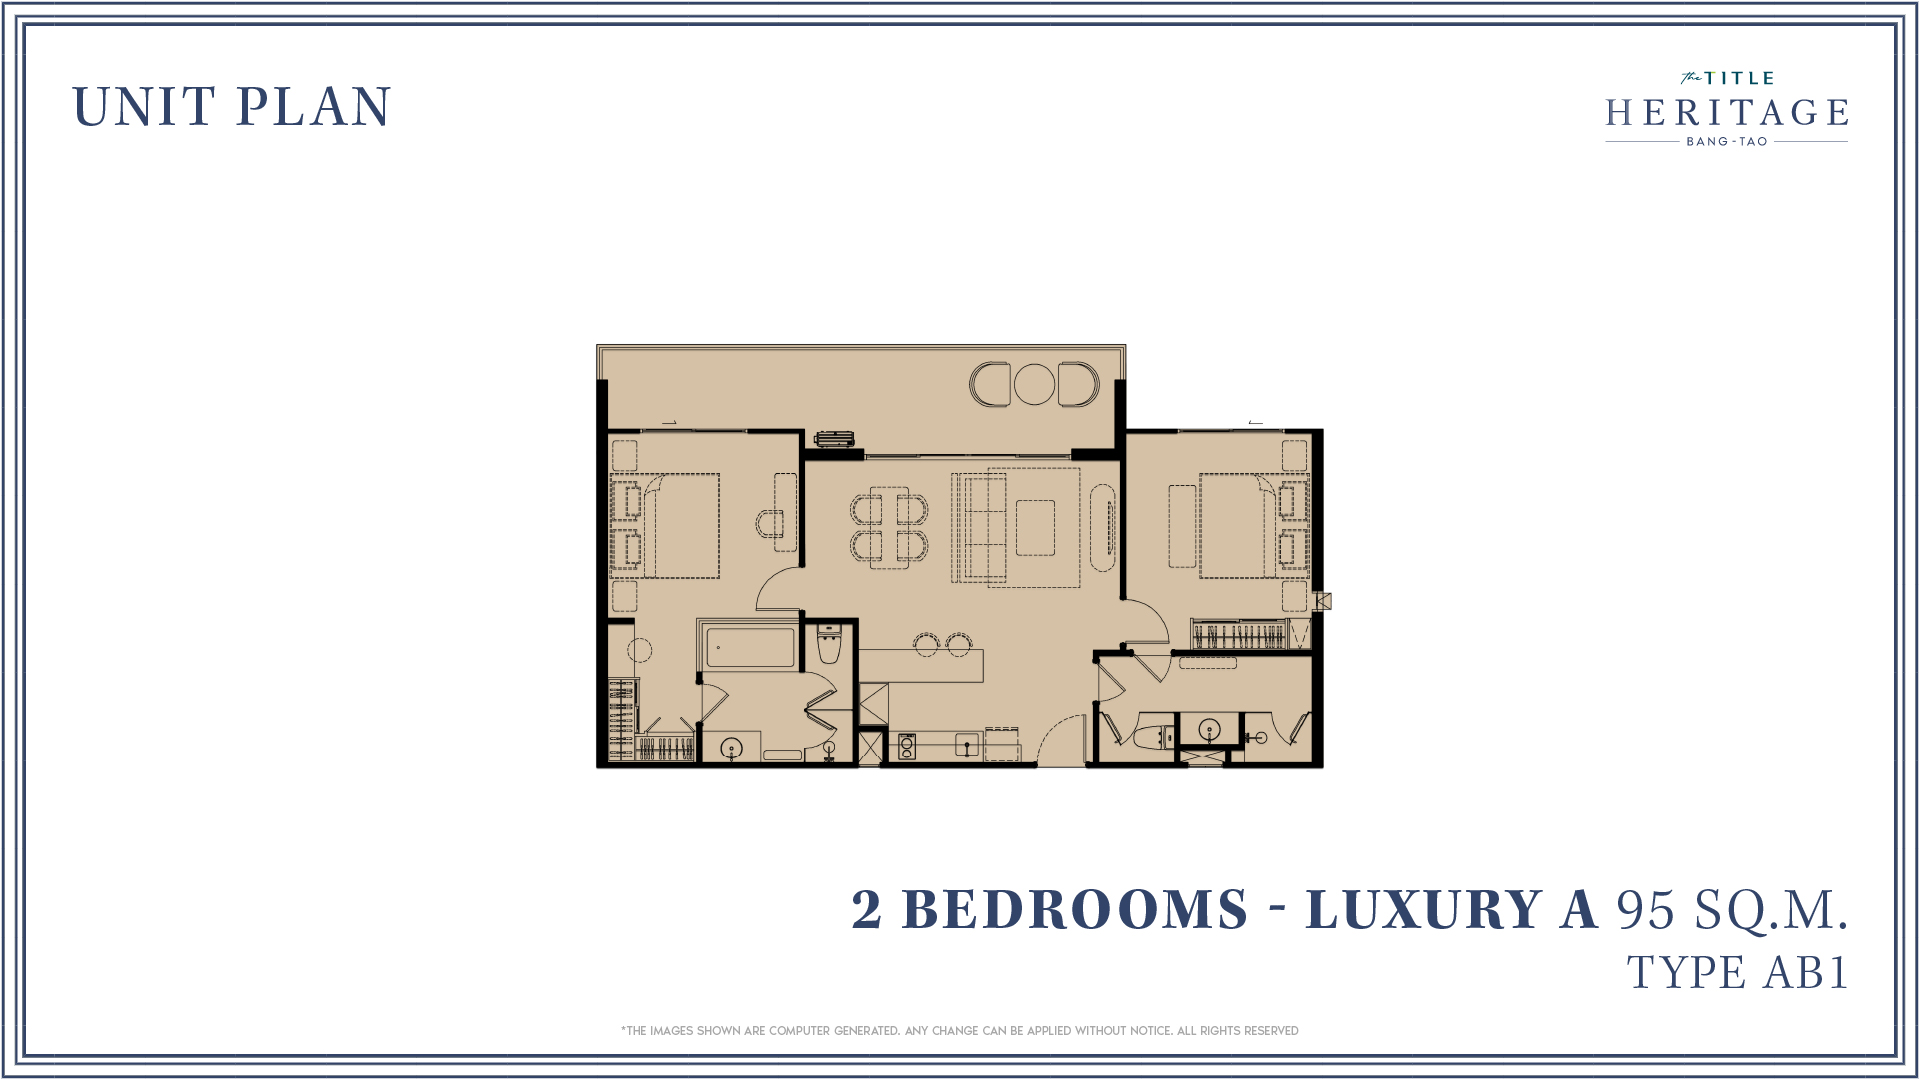 UNIT PLAN
the TITLE
HERITAGE
BANG-TAO
2 BEDROOMS - LUXURY A 95 SQ.M.
TYPE AB1
*THE IMAGES SHOWN ARE COMPUTER GENERATED. ANY CHANGE CAN BE APPLIED WITHOUT NOTICE. ALL RIGHTS RESERVED